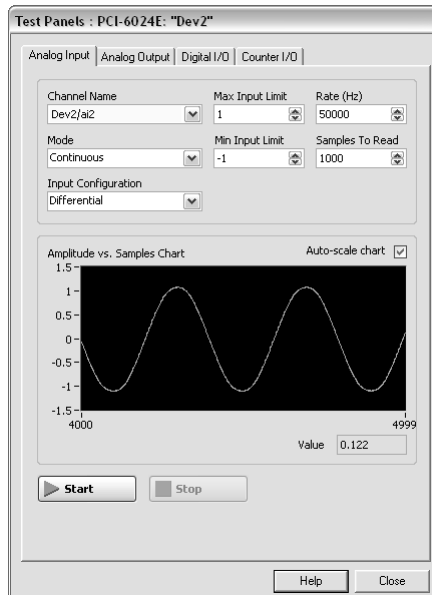 Test Panels : PCI-6024E: "Dev2"
Analog Input Analog Output Digital I/O Counter I/O
Channel Name Max Input Limit Rate (Hz)
Dev2/ai2 1 50000
Mode Min Input Limit Samples To Read
Continuous -1 1000
Input Configuration
Differential
Amplitude vs. Samples Chart Auto-scale chart
1.5
1
0.5
0
-0.5
-1
-1.5
4000 4999
Value 0.122
Start Stop
Help Close